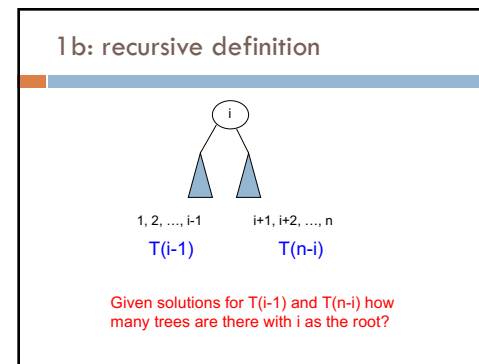 1b: recursive definition
i
1, 2, …, i-1 i+1, i+2, …, n
T(i-1) T(n-i)
Given solutions for T(i-1) and T(n-i) how
many trees are there with i as the root?